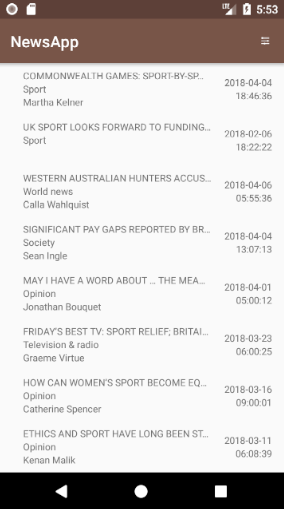 LTE 5:53
NewsApp
COMMONWEALTH GAMES: SPORT-BY-SP...
Sport
Martha Kelner
2018-04-04
18:46:36
UK SPORT LOOKS FORWARD TO FUNDING...
Sport
2018-02-06
18:22:22
WESTERN AUSTRALIAN HUNTERS ACCUS...
World news
Calla Wahlquist
2018-04-06
05:55:36
SIGNIFICANT PAY GAPS REPORTED BY BR...
Society
Sean Ingle
2018-04-04
13:07:13
MAY I HAVE A WORD ABOUT ... THE MEA...
Opinion
Jonathan Bouquet
2018-04-01
05:00:12
FRIDAY'S BEST TV: SPORT RELIEF; BRITAI...
Television & radio
Graeme Virtue
2018-03-23
06:00:25
HOW CAN WOMEN'S SPORT BECOME EQ...
Opinion
Catherine Spencer
2018-03-16
09:00:01
ETHICS AND SPORT HAVE LONG BEEN ST...
Opinion
Kenan Malik
2018-03-11
06:08:39